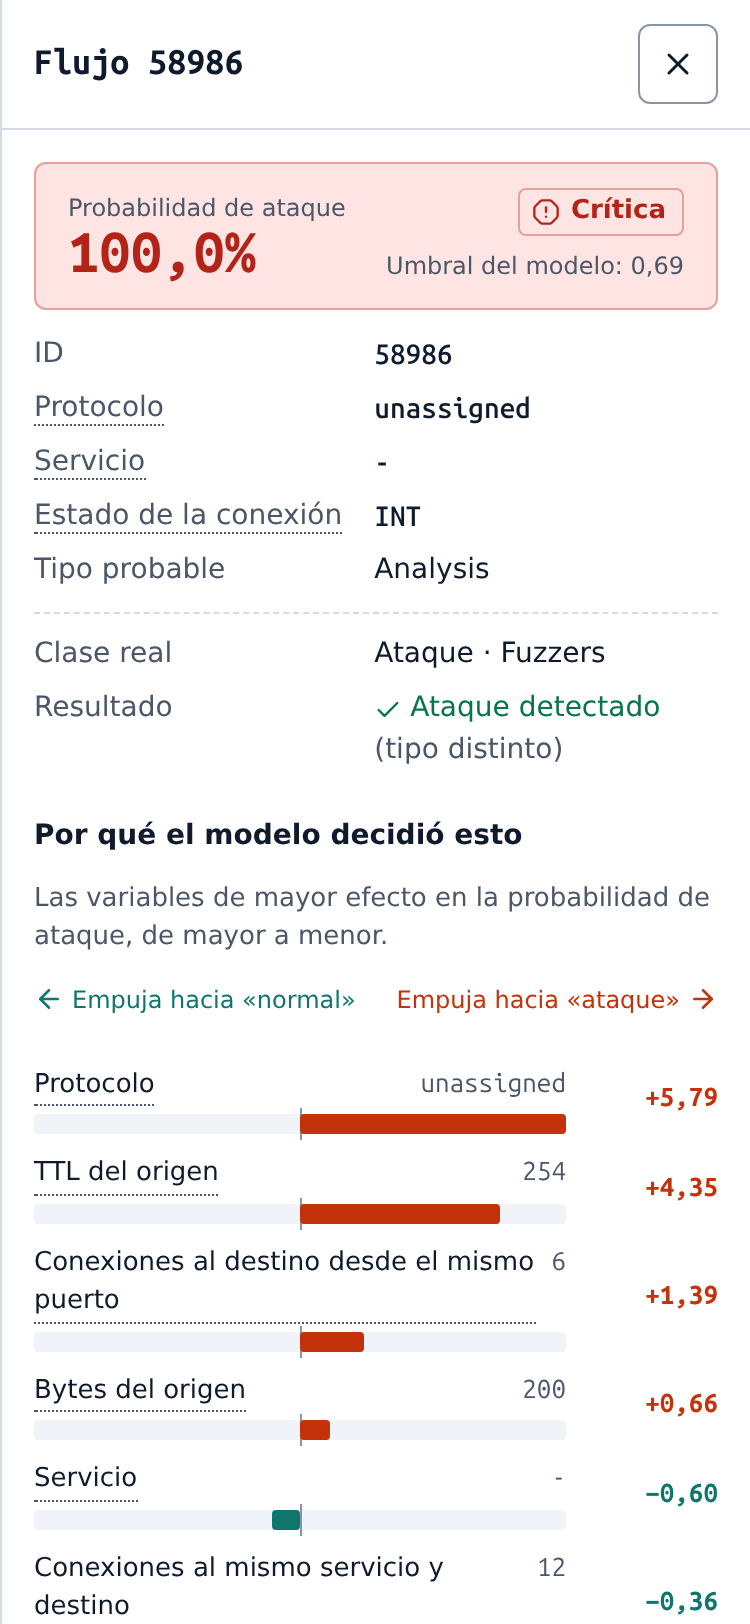 Flujo 58986
Probabilidad de ataque
Crítica
100,0%
Umbral del modelo: 0,69
ID 58986
Protocolo unassigned
Servicio -
Estado de la conexión INT
Tipo probable Analysis
Clase real Ataque · Fuzzers
Resultado ✓ Ataque detectado
(tipo distinto)
Por qué el modelo decidió esto
Las variables de mayor efecto en la probabilidad de
ataque, de mayor a menor.
← Empuja hacia «normal» Empuja hacia «ataque» →
Protocolo unassigned +5,79
TTL del origen 254 +4,35
Conexiones al destino desde el mismo 6
puerto +1,39
Bytes del origen 200 +0,66
Servicio - −0,60
Conexiones al mismo servicio y 12
destino −0,36